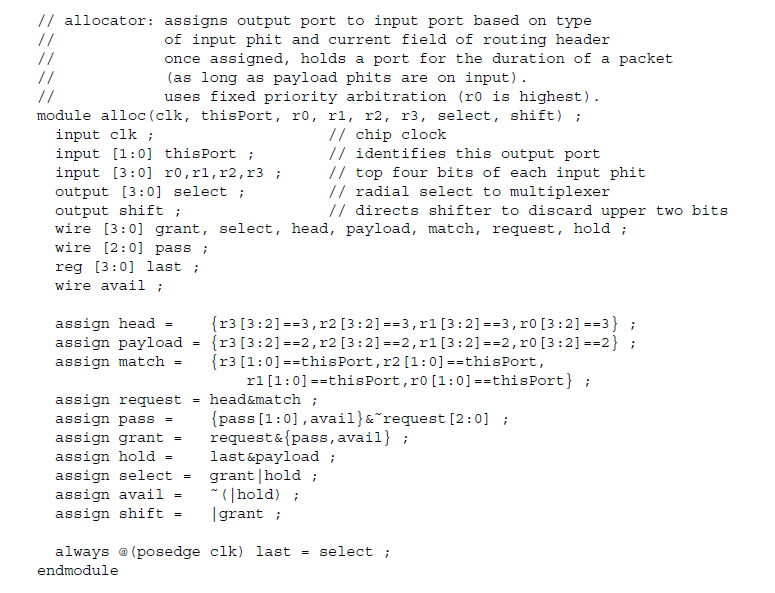 // allocator: assigns output port to input port based on type
//            of input phit and current field of routing header
//            once assigned, holds a port for the duration of a packet
//            (as long as payload phits are on input).
//            uses fixed priority arbitration (r0 is highest).
module alloc(clk, thisPort, r0, r1, r2, r3, select, shift) ;
  input clk ;                   // chip clock
  input [1:0] thisPort ;        // identifies this output port
  input [3:0] r0,r1,r2,r3 ;     // top four bits of each input phit
  output [3:0] select ;         // radial select to multiplexer
  output shift ;                // directs shifter to discard upper two bits
  wire [3:0] grant, select, head, payload, match, request, hold ;
  wire [2:0] pass ;
  reg [3:0] last ;
  wire avail ;

  assign head =    {r3[3:2]==3,r2[3:2]==3,r1[3:2]==3,r0[3:2]==3} ;
  assign payload = {r3[3:2]==2,r2[3:2]==2,r1[3:2]==2,r0[3:2]==2} ;
  assign match =   {r3[1:0]==thisPort,r2[1:0]==thisPort,
                       r1[1:0]==thisPort,r0[1:0]==thisPort} ;
  assign request = head&match ;
  assign pass =    {pass[1:0],avail}&~request[2:0] ;
  assign grant =   request&{pass,avail} ;
  assign hold =    last&payload ;
  assign select =  grant|hold ;
  assign avail =   ~(|hold) ;
  assign shift =   |grant ;

  always @(posedge clk) last = select ;
endmodule